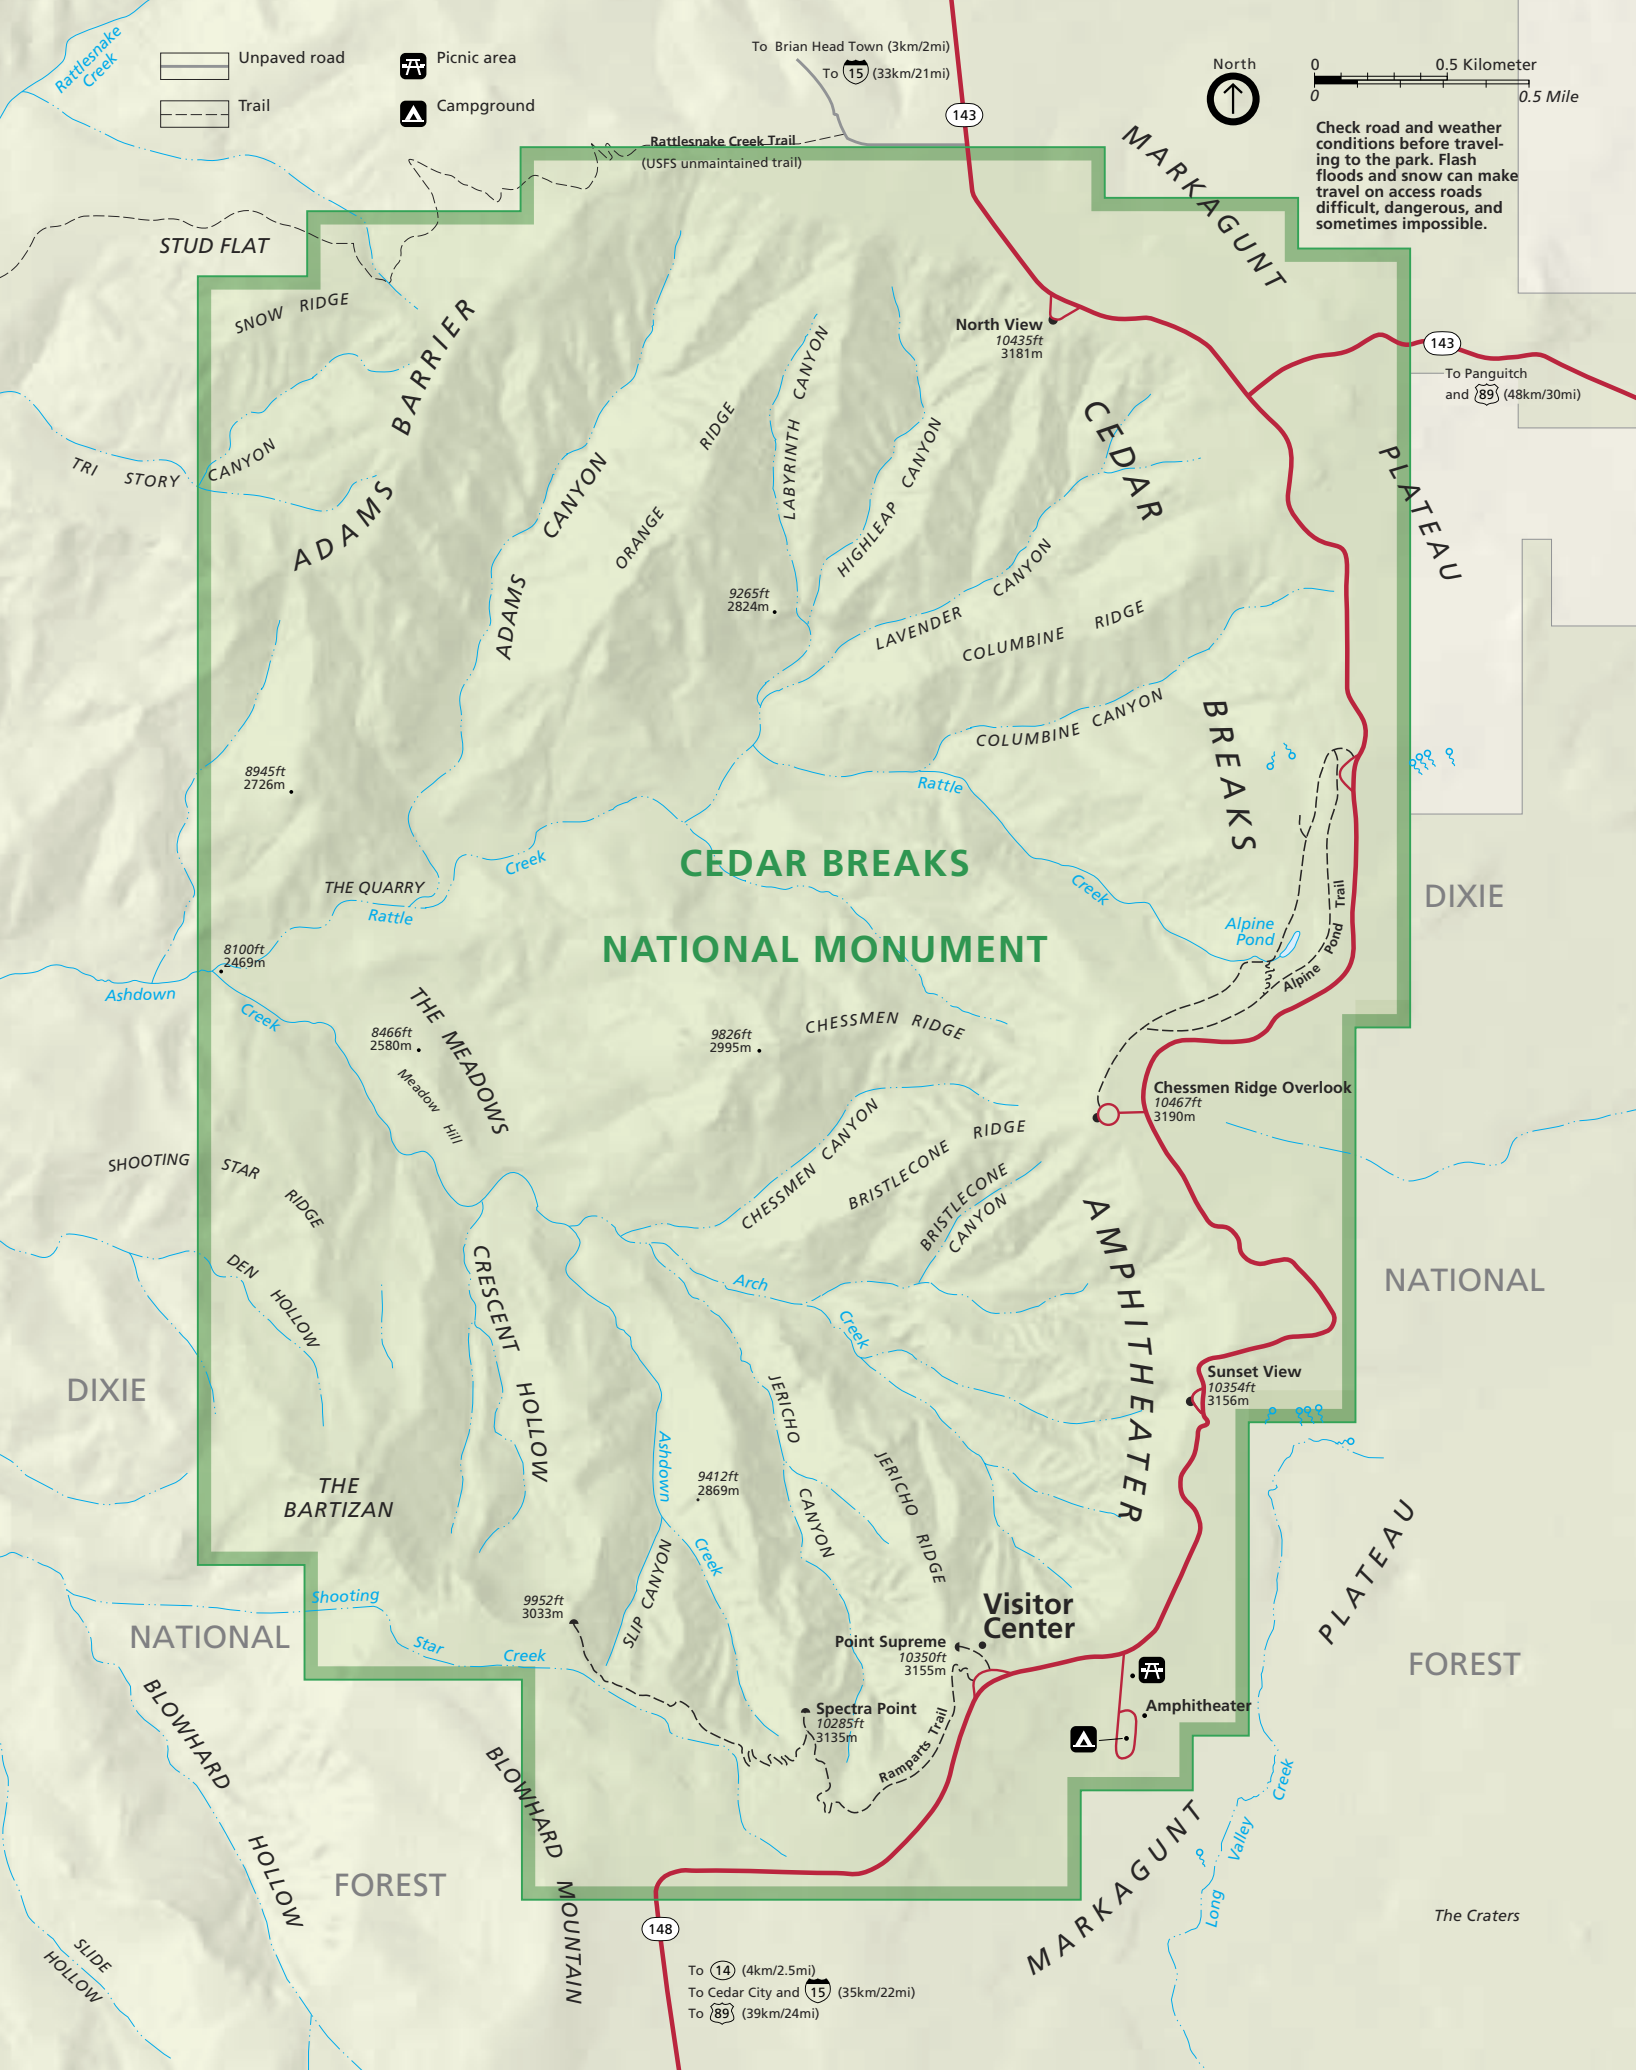 Rattlesnake
Creek
Unpaved road
Trail
Picnic area
Campground
To Brian Head Town (3km/2mi)
To 15 (33km/21mi)
143
North
0 0.5 Kilometer
0 0.5 Mile
Check road and weather
conditions before travel-
ing to the park. Flash
floods and snow can make
travel on access roads
difficult, dangerous, and
sometimes impossible.
Rattlesnake Creek Trail
(USFS unmaintained trail)
MARKAGUNT
PLATEAU
STUD FLAT
SNOW RIDGE
ADAMS BARRIER
North View
10435ft
3181m
143
To Panguitch
and 89 (48km/30mi)
TRI STORY CANYON
ADAMS CANYON
ORANGE RIDGE
LABYRINTH CANYON
HIGHLEAP CANYON
CEDAR
BREAKS
AMPHITHEATER
9265ft
2824m
LAVENDER CANYON
COLUMBINE RIDGE
COLUMBINE CANYON
8945ft
2726m
Rattle
Creek
Creek
CEDAR BREAKS
NATIONAL MONUMENT
THE QUARRY
Rattle
Alpine
Pond
Alpine Pond Trail
DIXIE
8100ft
2469m
Ashdown
Creek
THE MEADOWS
8466ft
2580m
Meadow Hill
9826ft
2995m
CHESSMEN RIDGE
Chessmen Ridge Overlook
10467ft
3190m
CHESSMEN CANYON
BRISTLECONE RIDGE
BRISTLECONE
CANYON
SHOOTING STAR RIDGE
DEN HOLLOW
CRESCENT HOLLOW
Arch
Creek
NATIONAL
DIXIE
Sunset View
10354ft
3156m
JERICHO CANYON
JERICHO RIDGE
Ashdown
Creek
9412ft
2869m
THE
BARTIZAN
SLIP CANYON
9952ft
3033m
Shooting
Star
Creek
NATIONAL
Visitor
Center
Point Supreme
10350ft
3155m
Spectra Point
10285ft
3135m
Ramparts Trail
Amphitheater
PLATEAU
FOREST
BLOWHARD HOLLOW
BLOWHARD MOUNTAIN
FOREST
MARKAGUNT
Long Valley Creek
The Craters
SLIDE
HOLLOW
148
To 14 (4km/2.5mi)
To Cedar City and 15 (35km/22mi)
To 89 (39km/24mi)